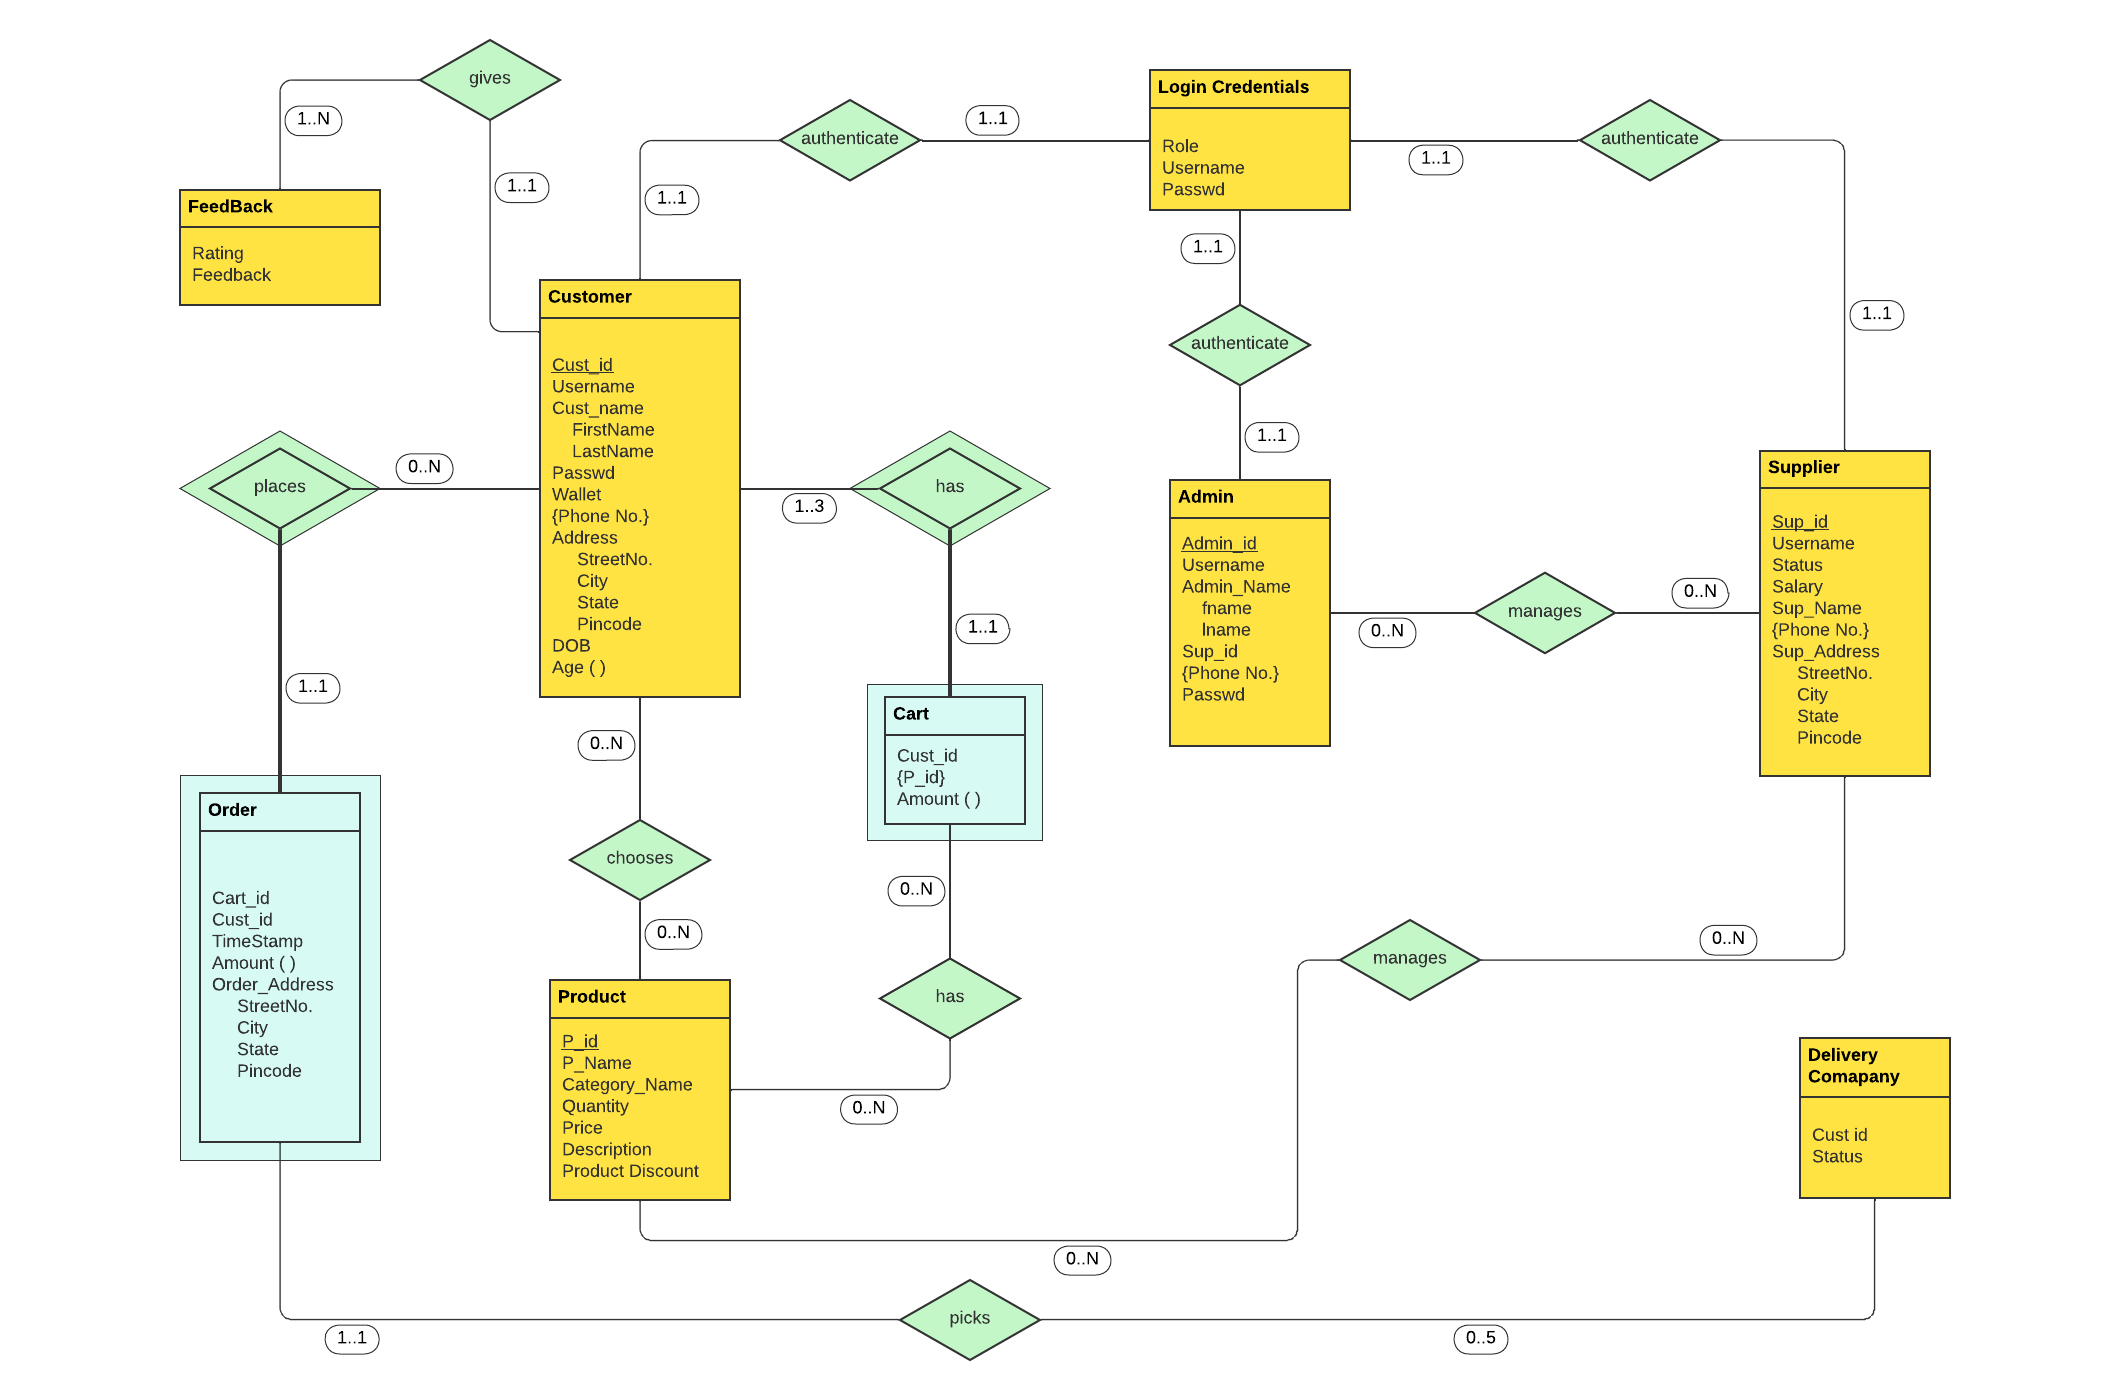 gives
1..N
1..1
FeedBack
Rating
Feedback
authenticate
1..1
1..1
Login Credentials
Role
Username
Passwd
1..1
authenticate
1..1
1..1
authenticate
1..1
Customer
Cust_id
Username
Cust_name
FirstName
LastName
Passwd
Wallet
{Phone No.}
Address
StreetNo.
City
State
Pincode
DOB
Age ( )
places
0..N
1..1
has
1..3
1..1
Admin
Admin_id
Username
Admin_Name
fname
lname
Sup_id
{Phone No.}
Passwd
manages
0..N
0..N
Supplier
Sup_id
Username
Status
Salary
Sup_Name
{Phone No.}
Sup_Address
StreetNo.
City
State
Pincode
Cart
Cust_id
{P_id}
Amount ( )
Order
Cart_id
Cust_id
TimeStamp
Amount ( )
Order_Address
StreetNo.
City
State
Pincode
0..N
chooses
0..N
0..N
has
0..N
Product
P_id
P_Name
Category_Name
Quantity
Price
Description
Product Discount
manages
0..N
0..N
Delivery
Comapany
Cust id
Status
picks
1..1
0..5